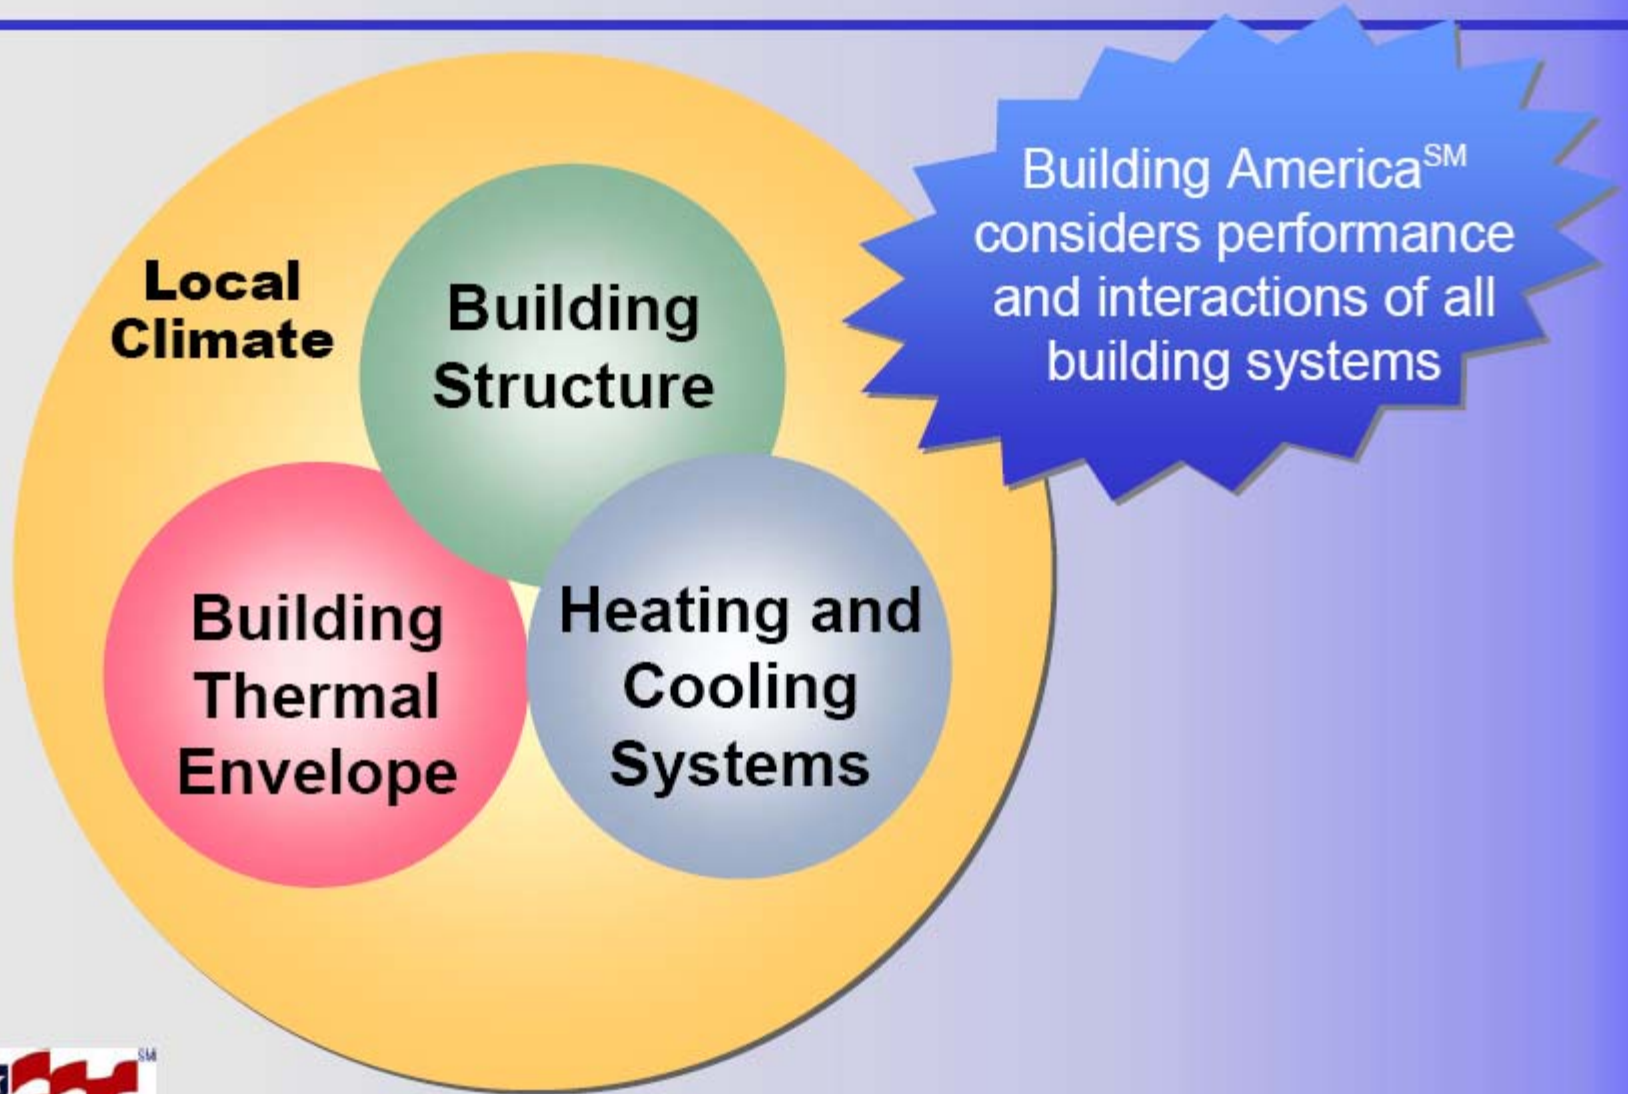 Local
Climate
Building
Structure
Building
Thermal
Envelope
Heating and
Cooling
Systems
Building America℠
considers performance
and interactions of all
building systems
SM